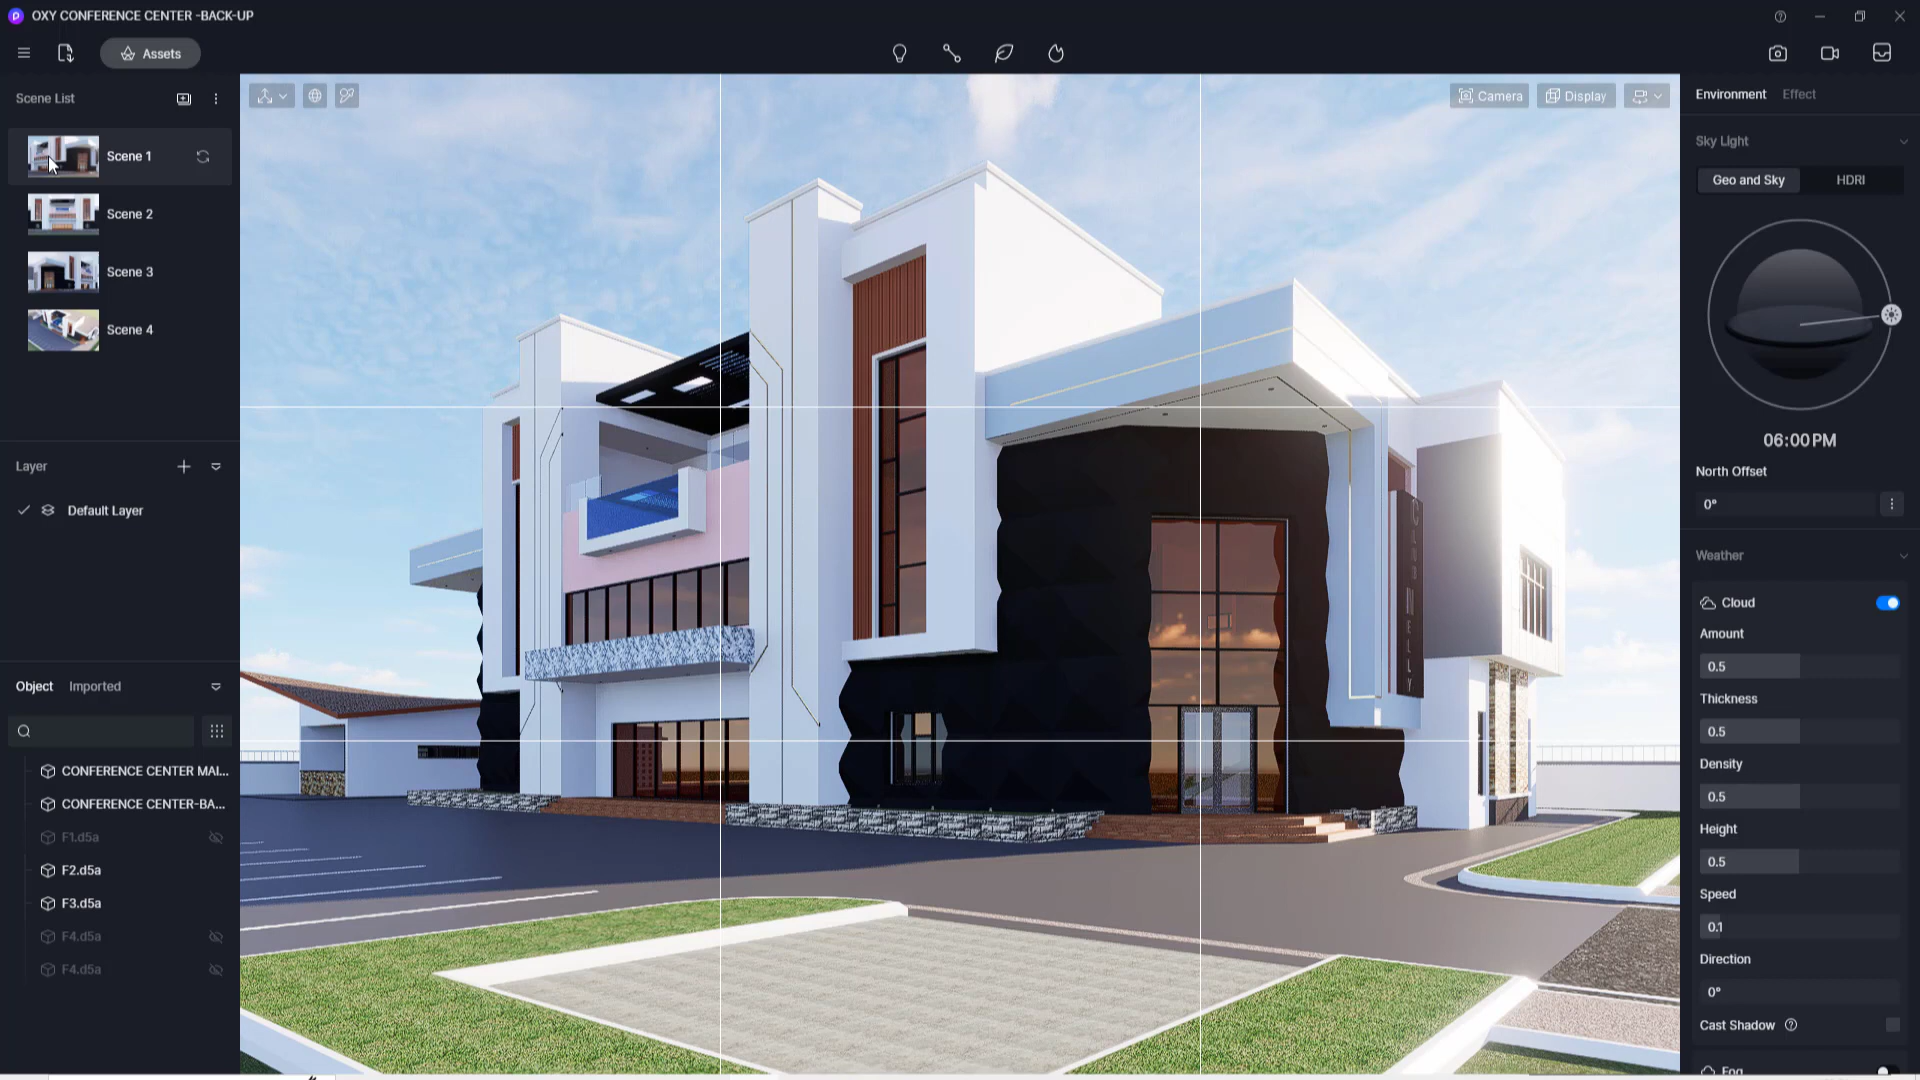 OXY CONFERENCE CENTER -BACK-UP
Assets
Scene List
Scene 1
Scene 2
Scene 3
Scene 4
Layer
Default Layer
Object Imported
CONFERENCE CENTER MAI...
CONFERENCE CENTER-BA...
F1.d5a
F2.d5a
F3.d5a
F4.d5a
F4.d5a
Camera Display
Environment Effect
Sky Light
Geo and Sky HDRI
06:00PM
North Offset
0°
Weather
Cloud
Amount
0.5
Thickness
0.5
Density
0.5
Height
0.5
Speed
0.1
Direction
0°
Cast Shadow
Fog